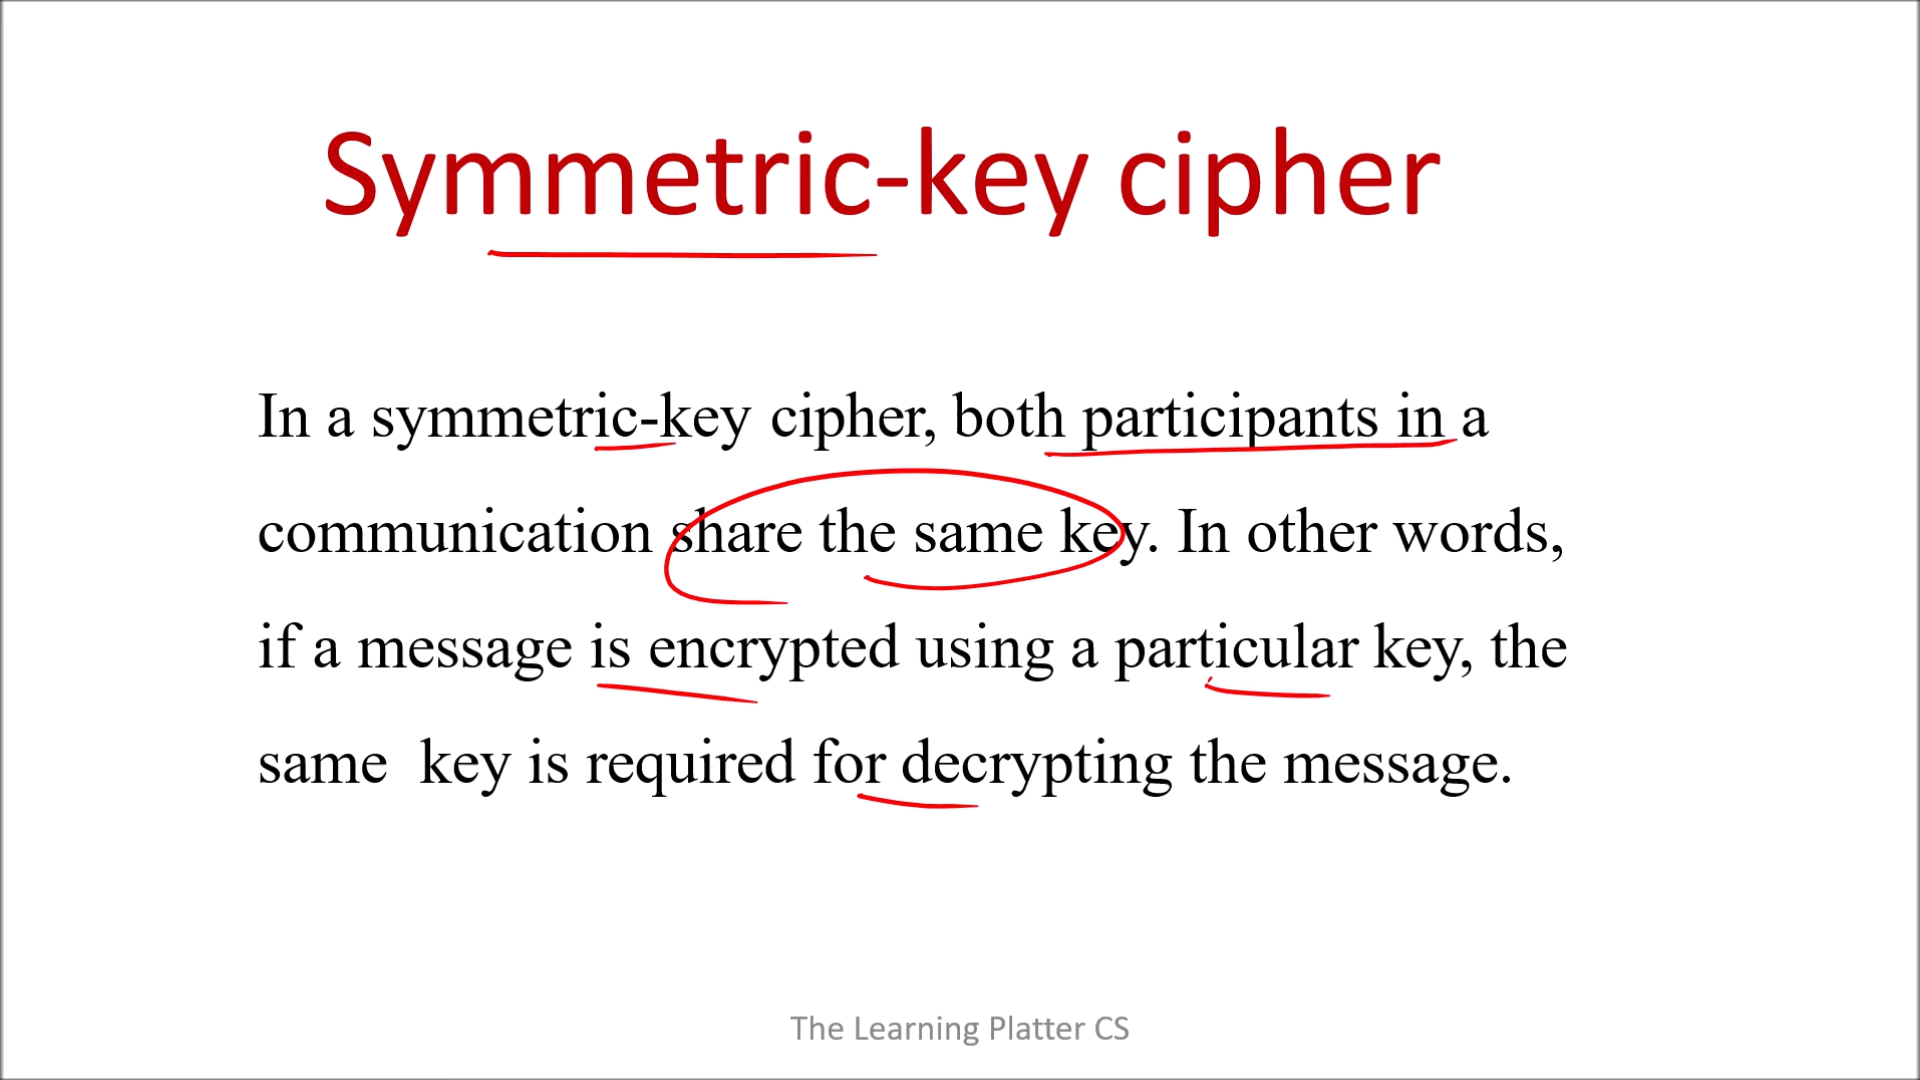 Symmetric-key cipher
In a symmetric-key cipher, both participants in a
communication share the same key. In other words,
if a message is encrypted using a particular key, the
same key is required for decrypting the message.
The Learning Platter CS